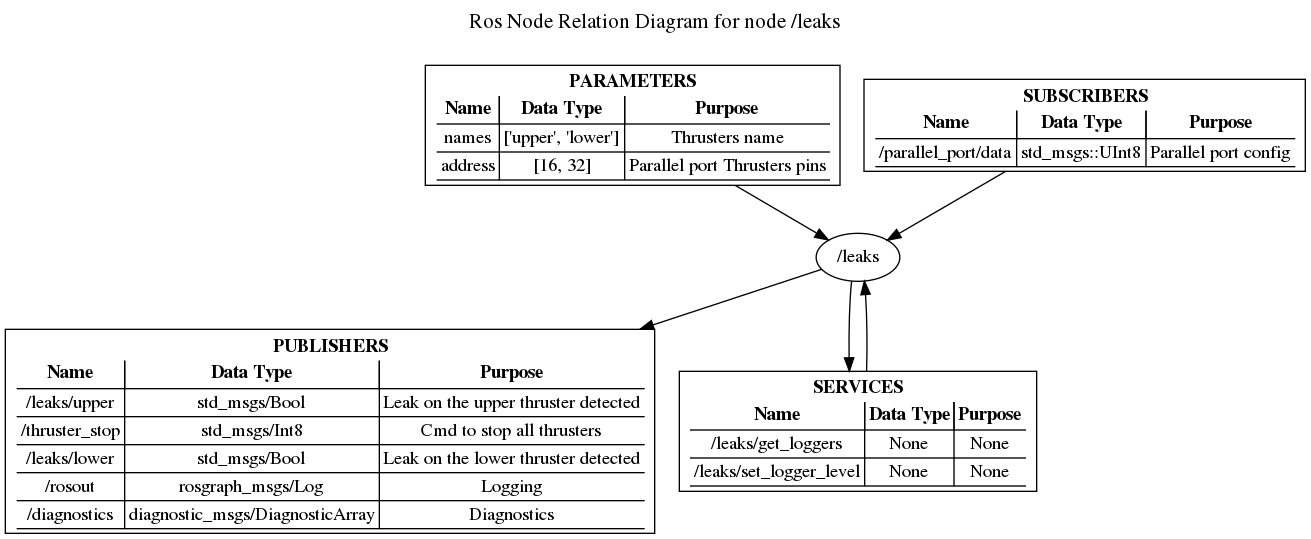 Ros Node Relation Diagram for node /leaks
PARAMETERS
Name Data Type Purpose
names ['upper', 'lower'] Thrusters name
address [16, 32] Parallel port Thrusters pins
SUBSCRIBERS
Name Data Type Purpose
/parallel_port/data std_msgs::UInt8 Parallel port config
/leaks
PUBLISHERS
Name Data Type Purpose
/leaks/upper std_msgs/Bool Leak on the upper thruster detected
/thruster_stop std_msgs/Int8 Cmd to stop all thrusters
/leaks/lower std_msgs/Bool Leak on the lower thruster detected
/rosout rosgraph_msgs/Log Logging
/diagnostics diagnostic_msgs/DiagnosticArray Diagnostics
SERVICES
Name Data Type Purpose
/leaks/get_loggers None None
/leaks/set_logger_level None None